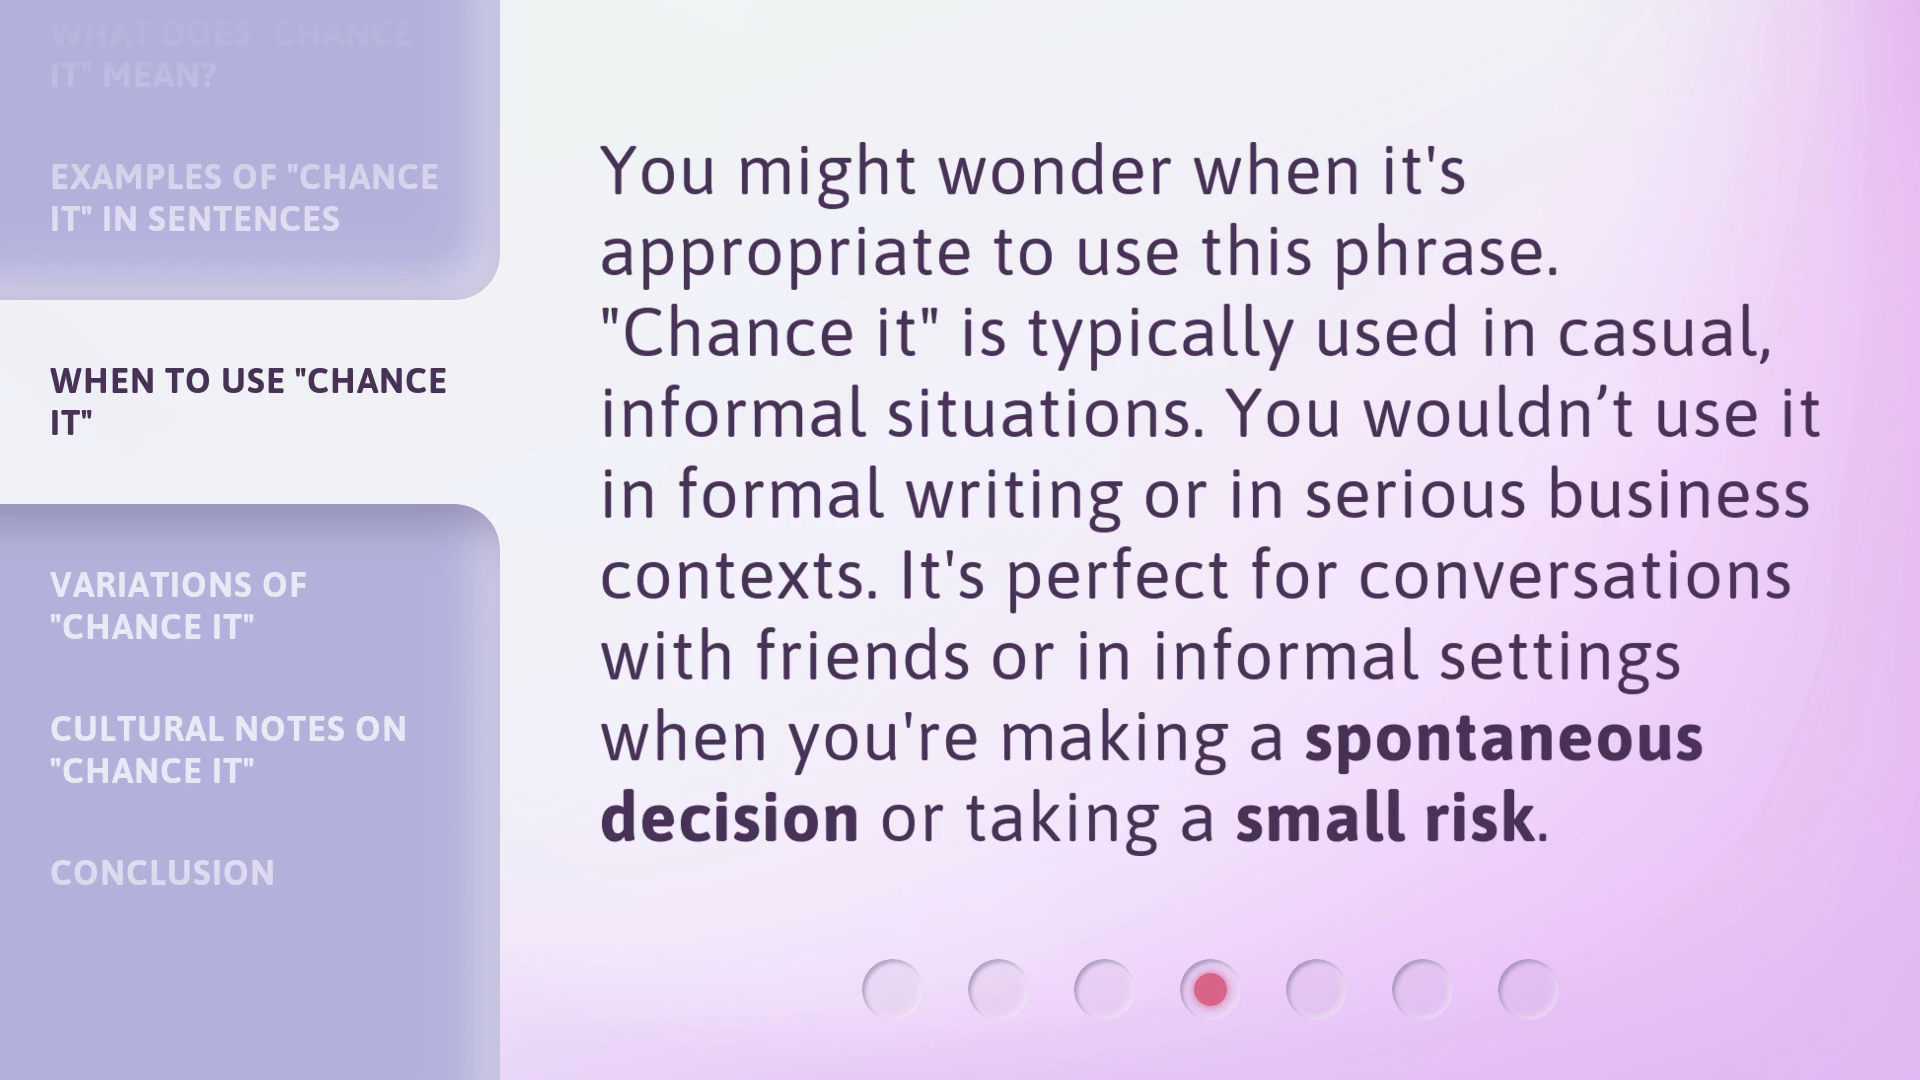 WHAT DOES "CHANCE
IT" MEAN?
EXAMPLES OF "CHANCE
IT" IN SENTENCES
WHEN TO USE "CHANCE
IT"
VARIATIONS OF
"CHANCE IT"
CULTURAL NOTES ON
"CHANCE IT"
CONCLUSION
You might wonder when it's
appropriate to use this phrase.
"Chance it" is typically used in casual,
informal situations. You wouldn’t use it
in formal writing or in serious business
contexts. It's perfect for conversations
with friends or in informal settings
when you're making a spontaneous
decision or taking a small risk.